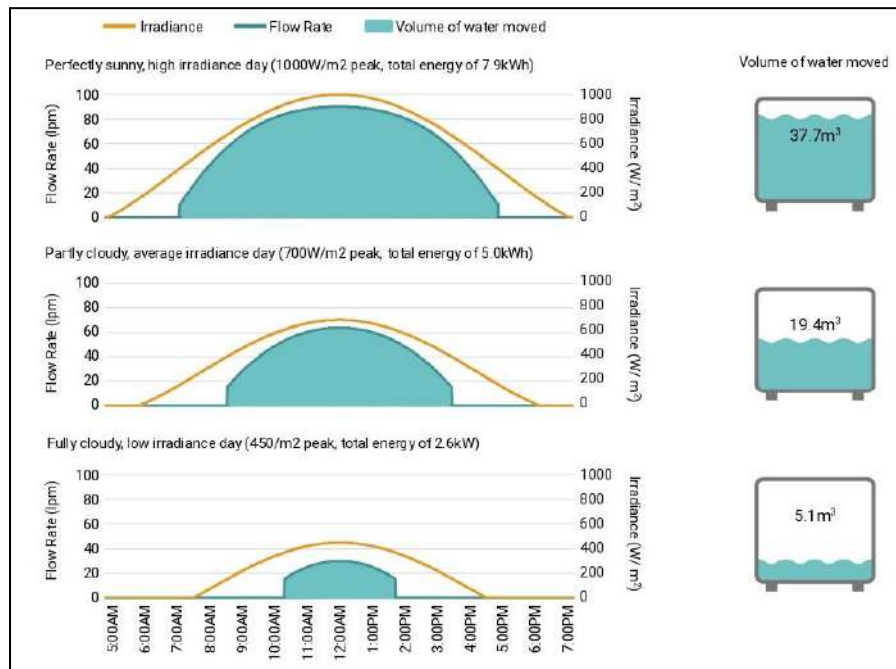 Irradiance Flow Rate Volume of water moved
Perfectly sunny, high irradiance day (1000W/m2 peak, total energy of 7.9kWh)
Volume of water moved
Flow Rate (lpm)
100
80
60
40
20
0
1000
800
600
400
200
0
Irradiance (W/ m²)
37.7m³
Partly cloudy, average irradiance day (700W/m2 peak, total energy of 5.0kWh)
Flow Rate (lpm)
100
80
60
40
20
0
1000
800
600
400
200
0
Irradiance (W/ m²)
19.4m³
Fully cloudy, low irradiance day (450/m2 peak, total energy of 2.6kW)
Flow Rate (lpm)
100
80
60
40
20
0
1000
800
600
400
200
0
Irradiance (W/ m²)
5.1m³
5:00AM
6:00AM
7:00AM
8:00AM
9:00AM
10:00AM
11:00AM
12:00AM
1:00PM
2:00PM
3:00PM
4:00PM
5:00PM
6:00PM
7:00PM